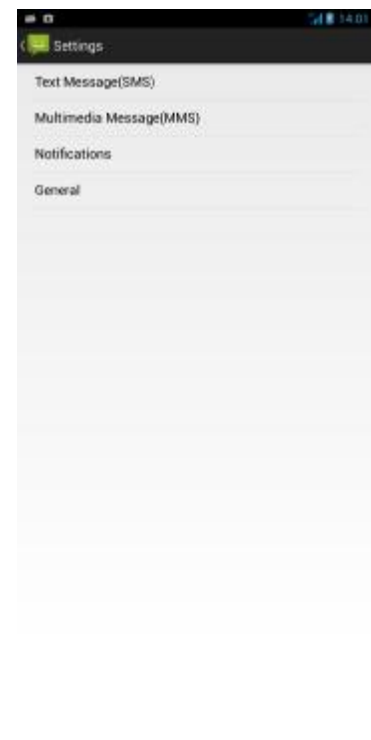 14:01
Settings
Text Message(SMS)
Multimedia Message(MMS)
Notifications
General